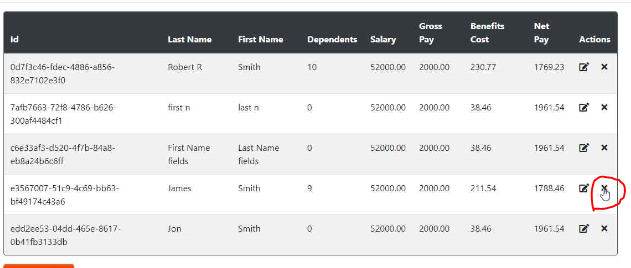 Id Last Name First Name Dependents Salary Gross Pay Benefits Cost Net Pay Actions
0d7f3c46-fdec-4886-a856- Robert R Smith 10 52000.00 2000.00 230.77 1769.23
832e7102e3f0
7afb7663-72f8-4786-b626- first n last n 0 52000.00 2000.00 38.46 1961.54
300af4484cf1
c6e33af3-d520-4f7b-84a8- First Name Last Name 0 52000.00 2000.00 38.46 1961.54
eb8a24b6c6ff fields fields
e3567007-51c9-4c69-bb63- James Smith 9 52000.00 2000.00 211.54 1788.46
bf49174c43a6
edd2ee53-04dd-465e-8617- Jon Smith 0 52000.00 2000.00 38.46 1961.54
0b41fb3133db